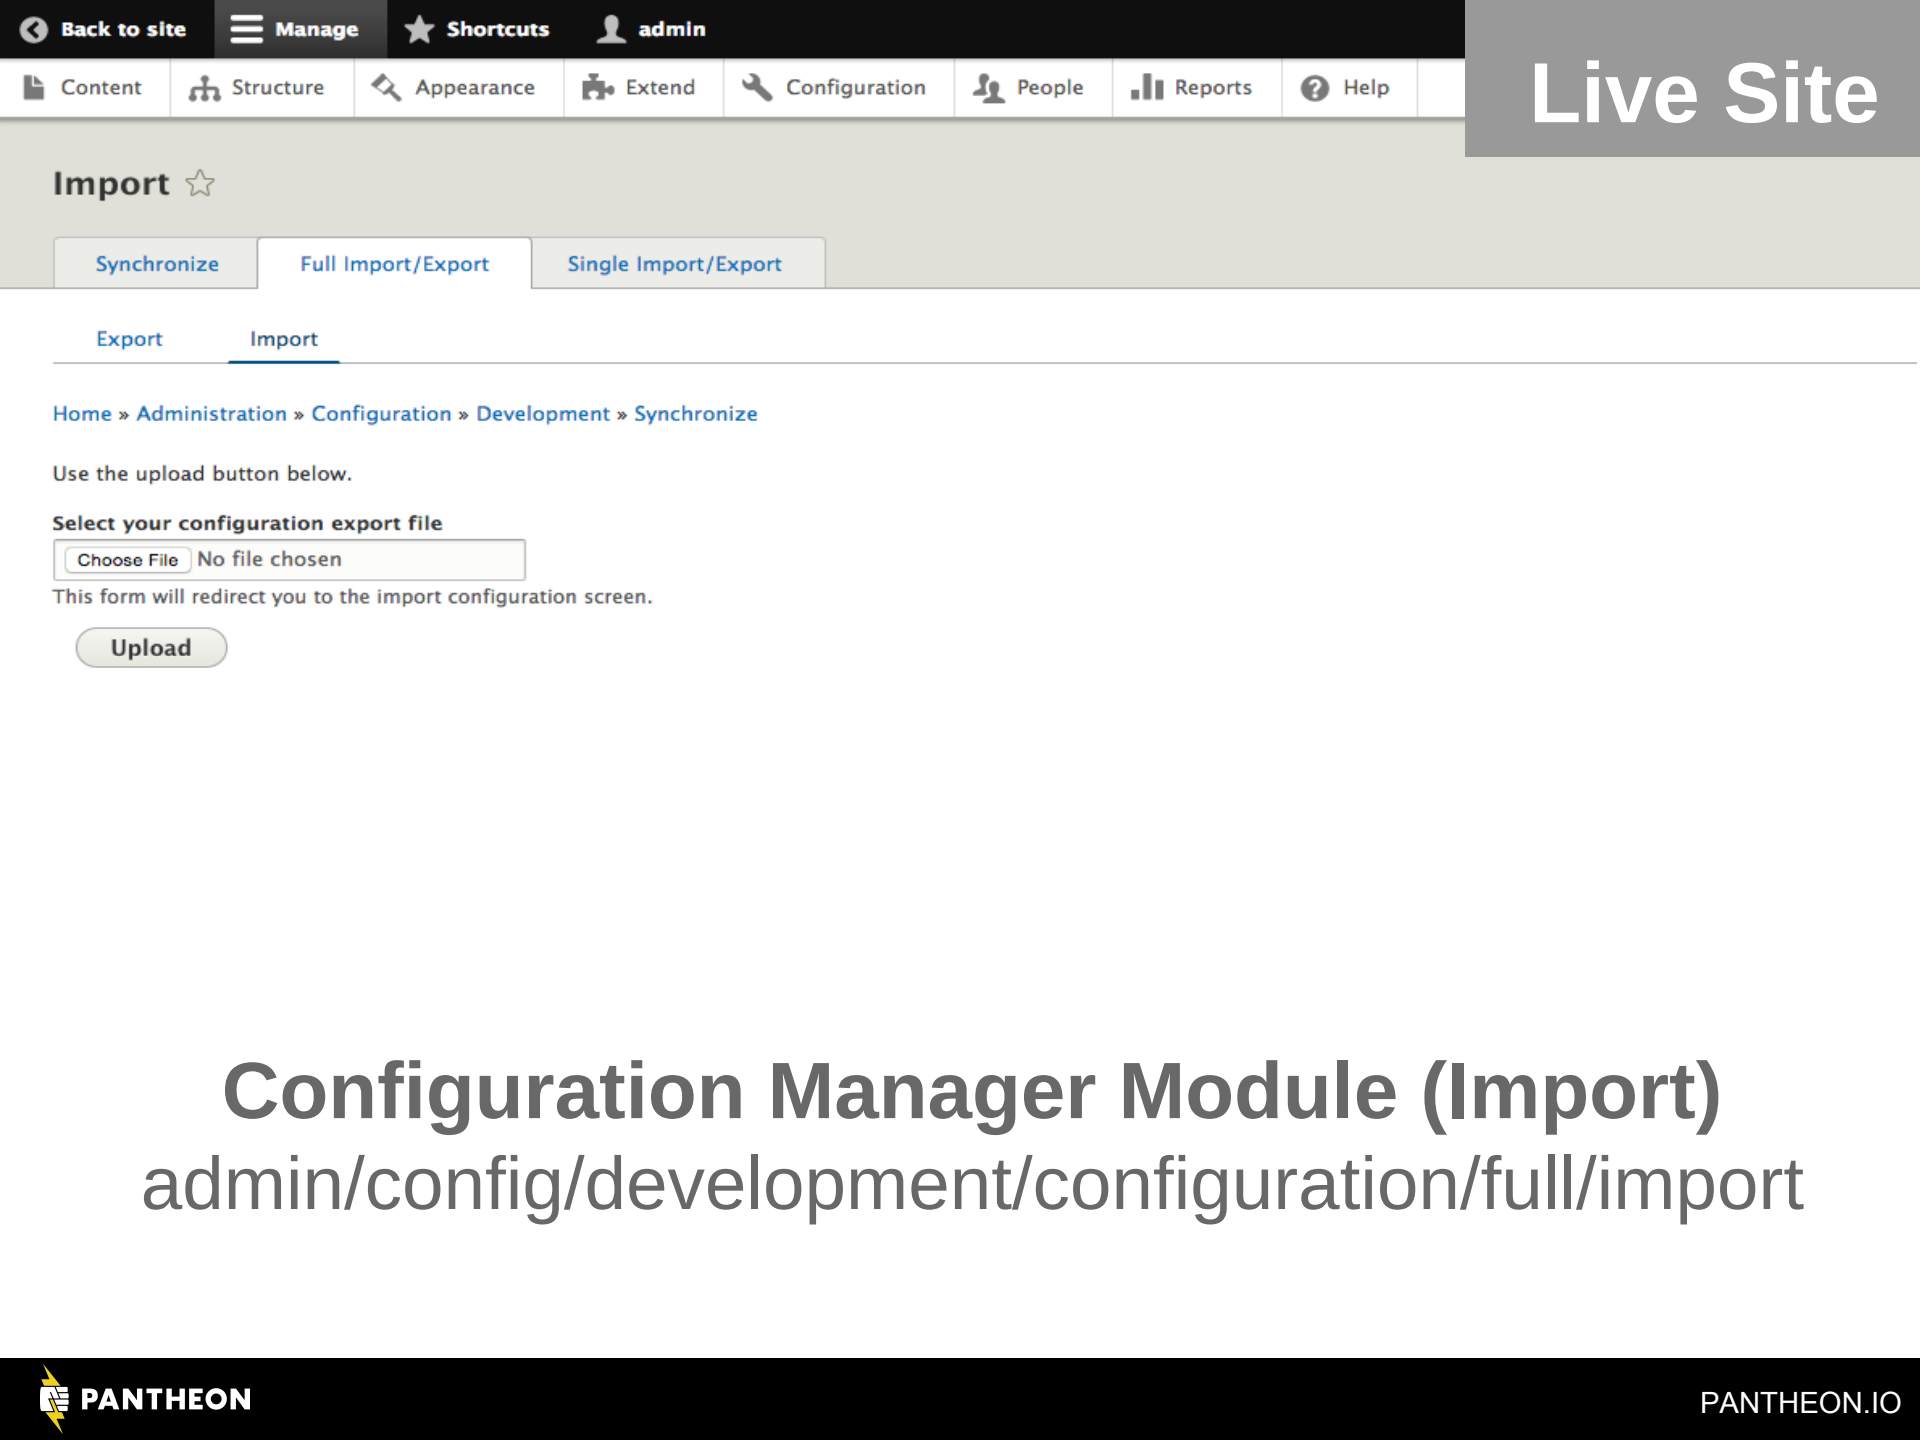 Back to site Manage Shortcuts admin
Live Site
Content Structure Appearance Extend Configuration People Reports Help
Import
Synchronize Full Import/Export Single Import/Export
Export Import
Home » Administration » Configuration » Development » Synchronize
Use the upload button below.
Select your configuration export file
Choose File No file chosen
This form will redirect you to the import configuration screen.
Upload
Configuration Manager Module (Import)
admin/config/development/configuration/full/import
PANTHEON
PANTHEON.IO